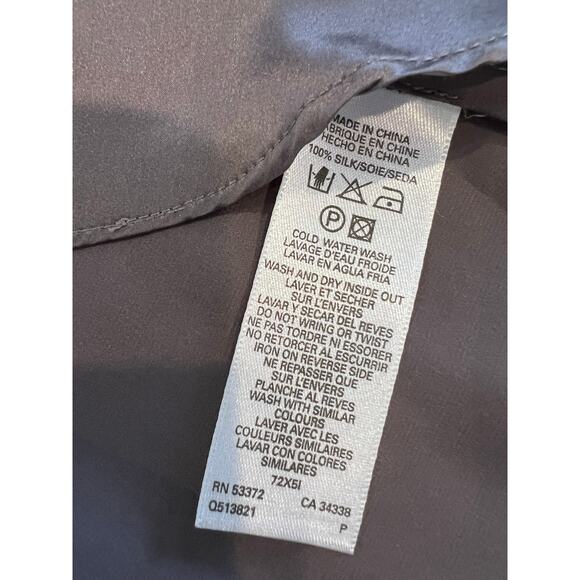 MADE IN CHINA
FABRIQUE EN CHINE
HECHO EN CHINA
100% SILK/SOIE/SEDA
P
COLD WATER WASH
LAVAGE D'EAU FROIDE
LAVAR EN AGUA FRIA
WASH AND DRY INSIDE OUT
LAVER ET SECHER
SUR L'ENVERS
LAVAR Y SECAR DEL REVES
DO NOT WRING OR TWIST
NE PAS TORDRE NI ESSORER
NO RETORCER AL ESCURRIR
IRON ON REVERSE SIDE
NE REPASSER QUE
SUR L'ENVERS
PLANCHE AL REVES
WASH WITH SIMILAR
COLOURS
LAVER AVEC LES
COULEURS SIMILAIRES
LAVAR CON COLORES
SIMILARES
72X5I
RN 53372 CA 34338
Q513821 P